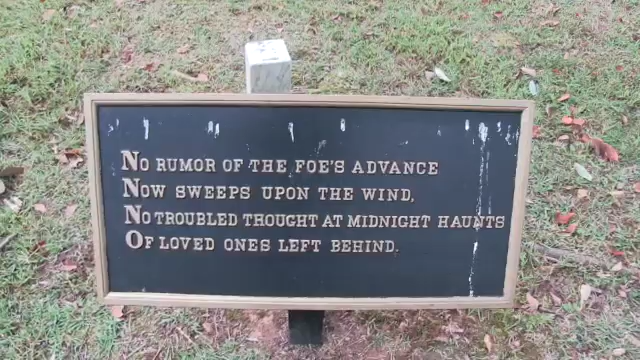 No rumor of the foe's advance
Now sweeps upon the wind,
No troubled thought at midnight haunts
Of loved ones left behind.